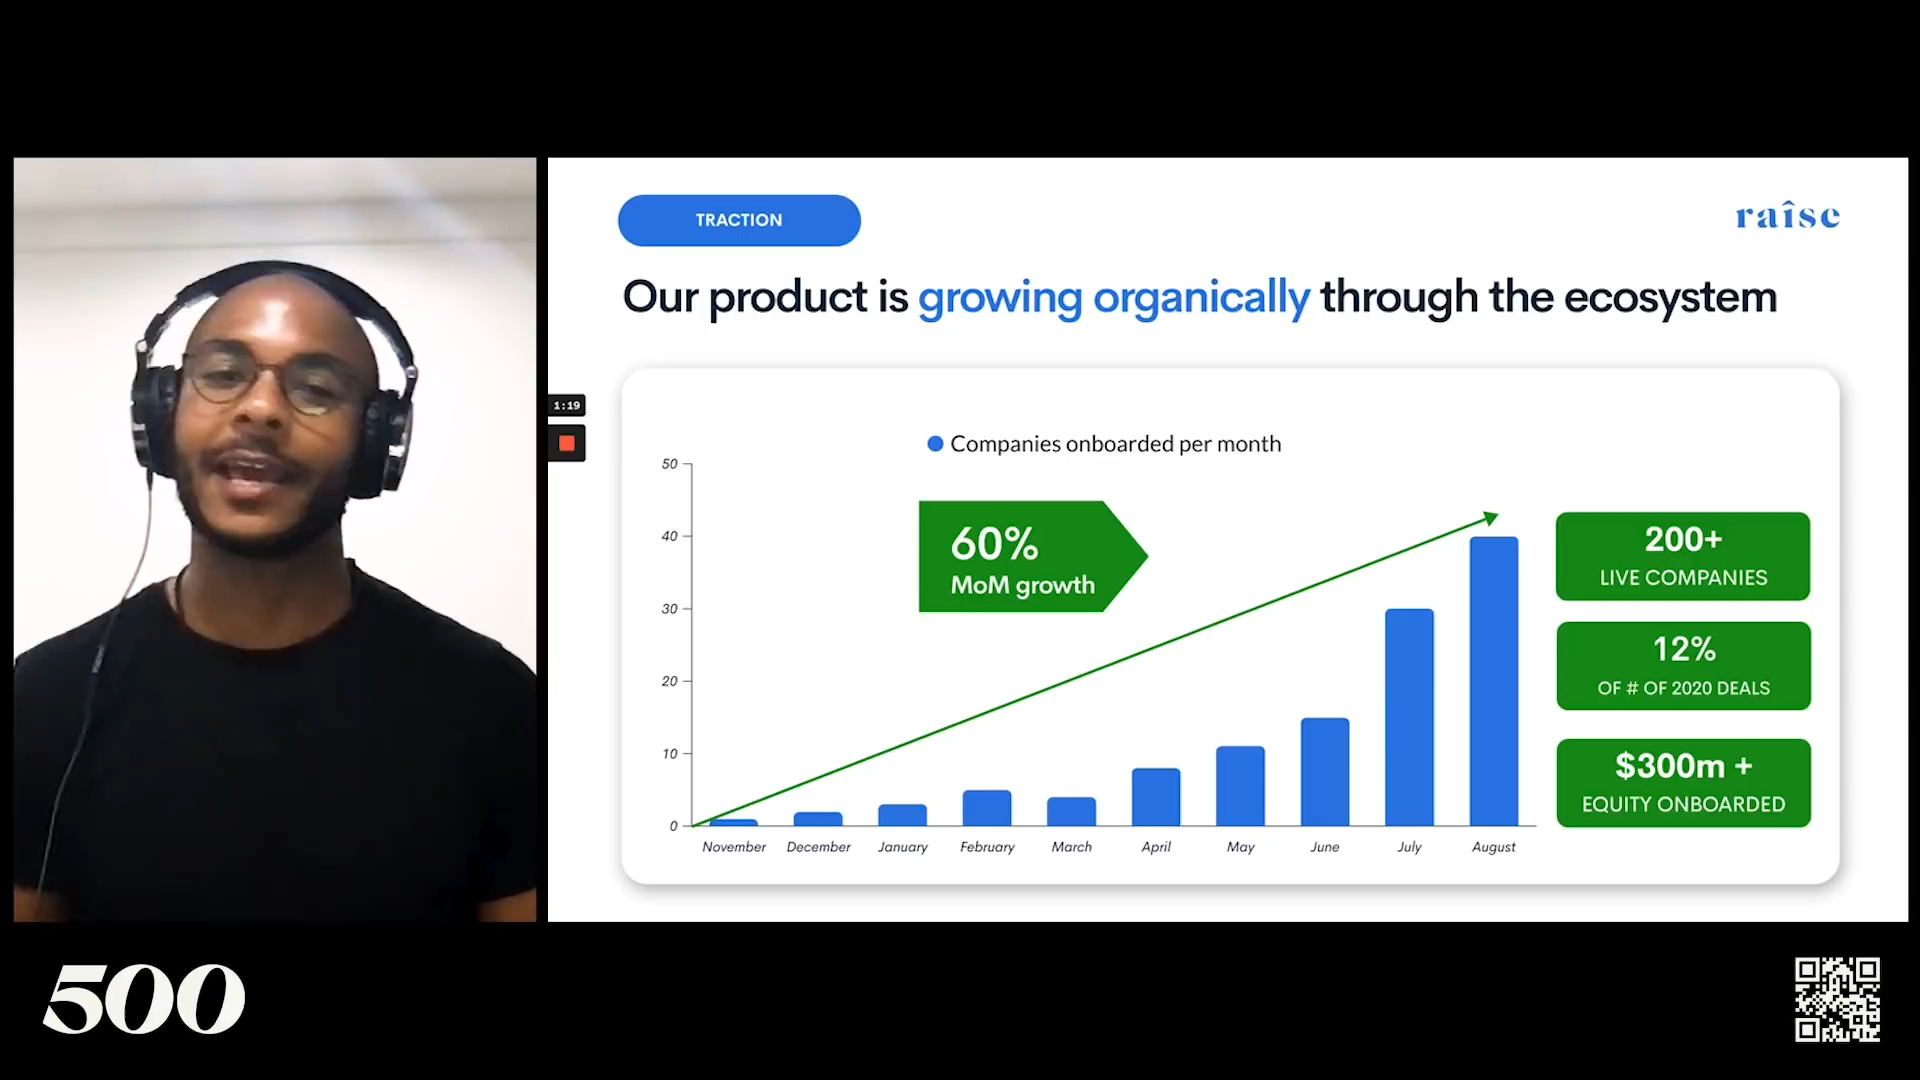 TRACTION
raîse
Our product is growing organically through the ecosystem
1:19
Companies onboarded per month
50
40
30
20
10
0
60%
MoM growth
November December January February March April May June July August
200+
LIVE COMPANIES
12%
OF # OF 2020 DEALS
$300m +
EQUITY ONBOARDED
500